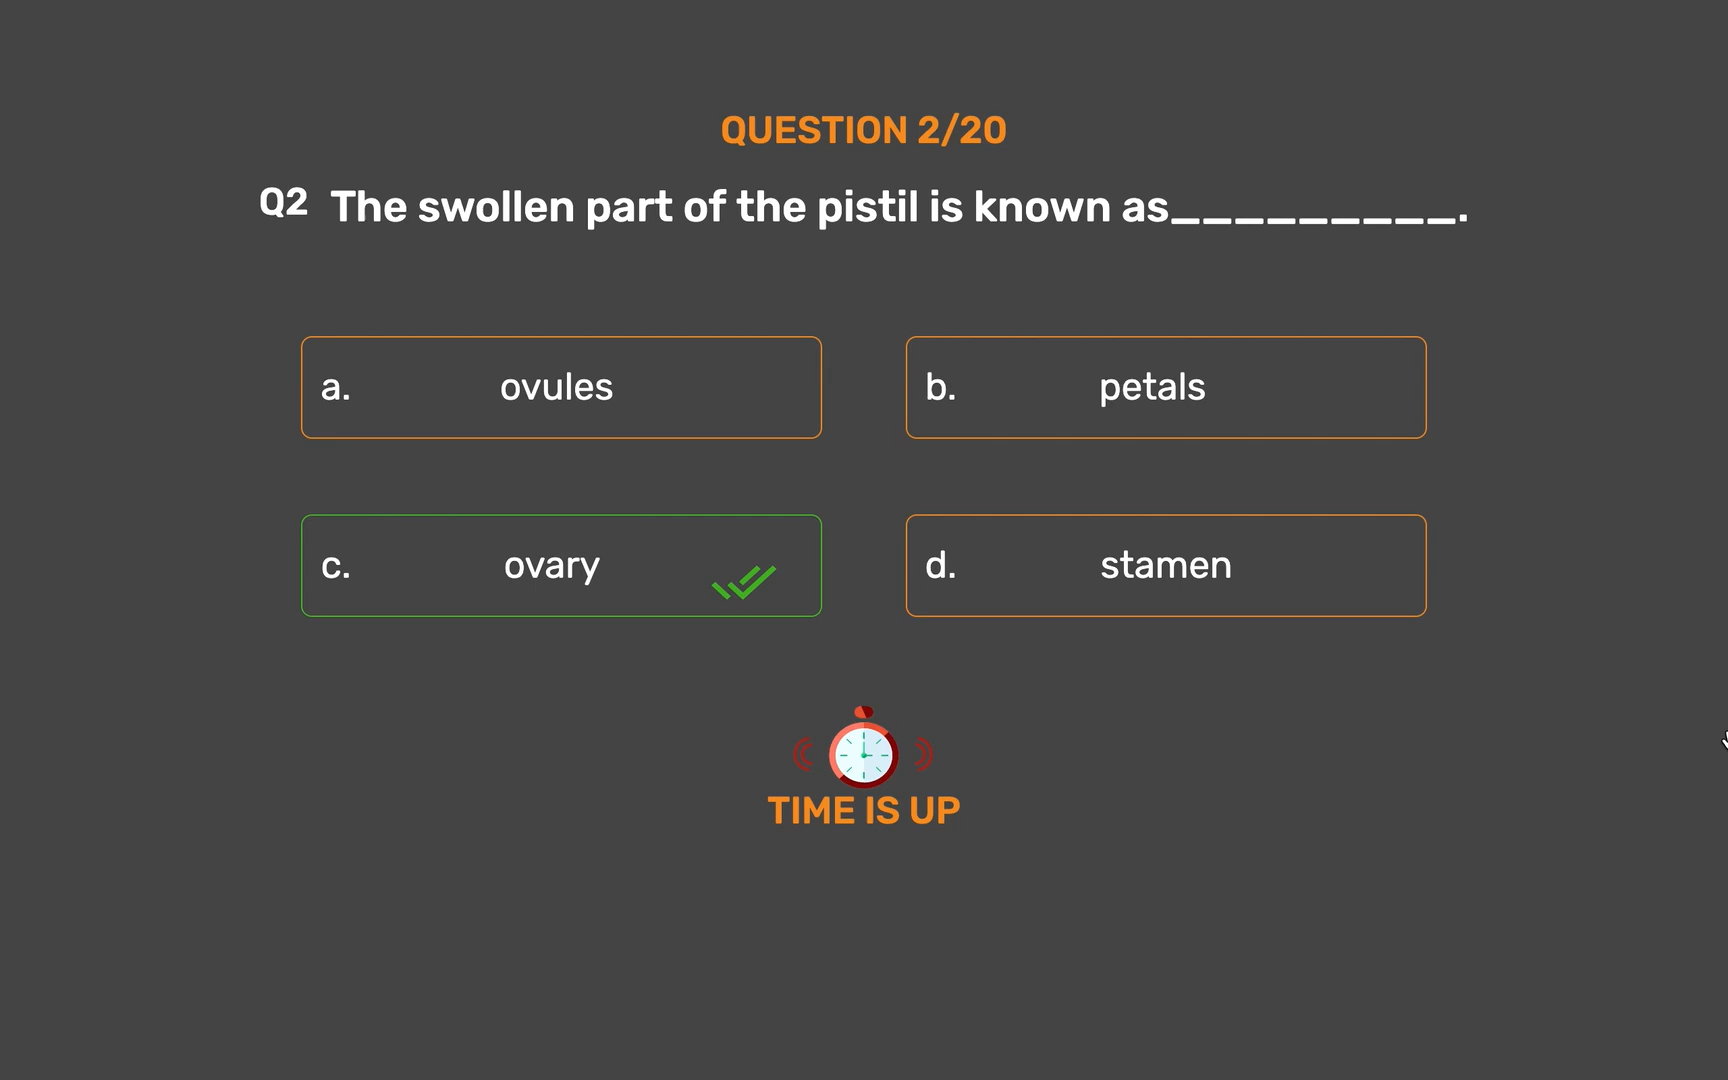 QUESTION 2/20
Q2 The swollen part of the pistil is known as_________.
a. ovules
b. petals
c. ovary
d. stamen
TIME IS UP